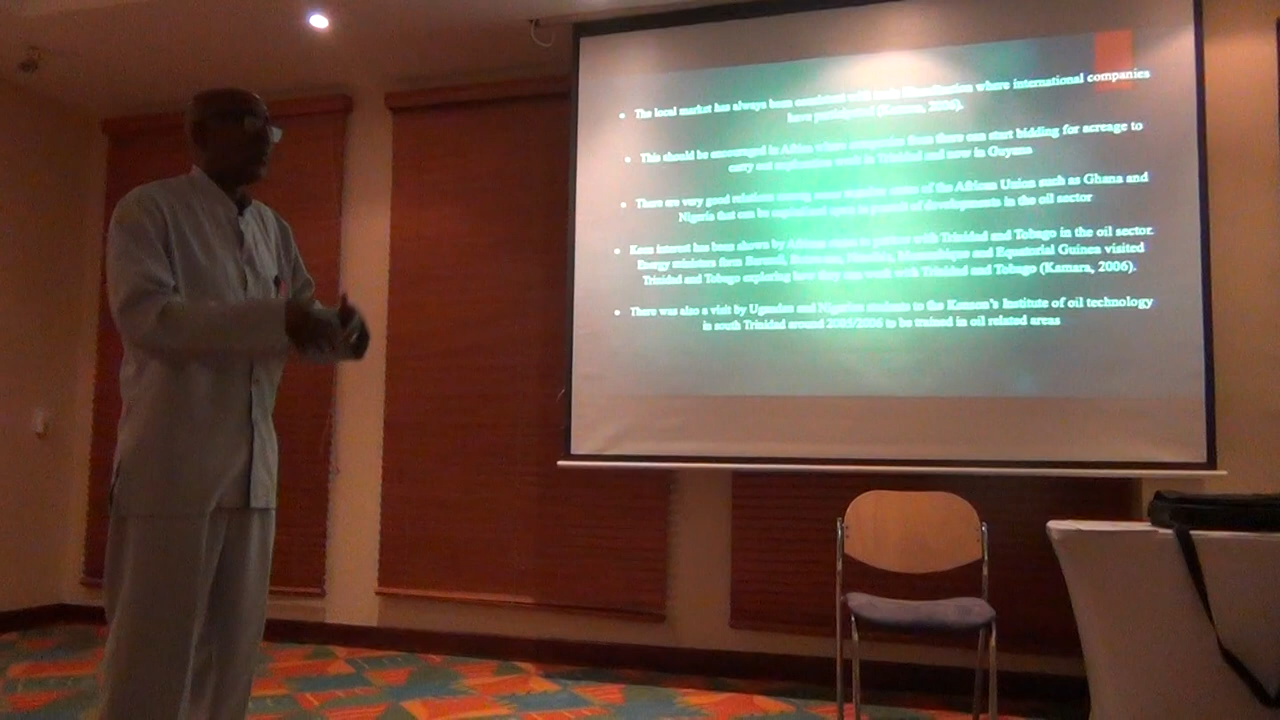 The local market has always been consistent with trade liberalization where international companies
have participated (Kamara, 2006).
This should be encouraged in Africa where companies from there can start bidding for acreage to
carry out exploration work in Trinidad and now in Guyana
There are very good relations among some member states of the African Union such as Ghana and
Nigeria that can be capitalized upon in pursuit of developments in the oil sector
Keen interest has been shown by African states to partner with Trinidad and Tobago in the oil sector.
Energy ministers form Burundi, Mozambique and Equatorial Guinea visited
Trinidad and Tobago exploring how they can work with Trinidad and Tobago (Kamara, 2006).
There was also a visit by Ugandan and Nigerian students to the Kenson's Institute of oil technology
in south Trinidad around 2005/2006 to be trained in oil related areas